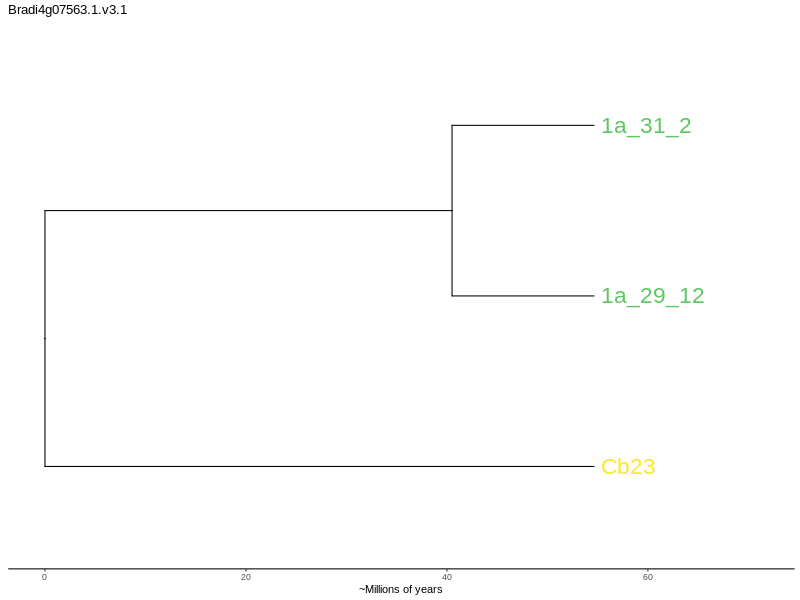 Bradi4g07563.1.v3.1
1a_31_2
1a_29_12
Cb23
0 20 40 60
~Millions of years